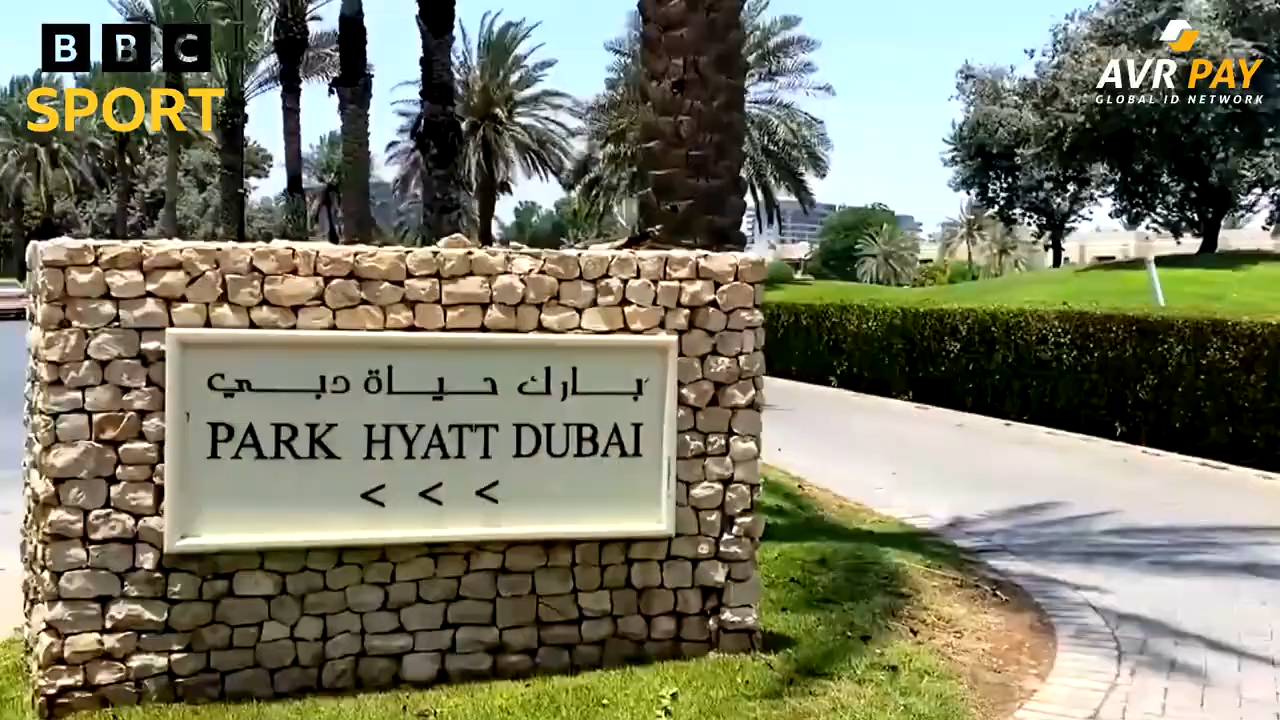 BBC
SPORT
AVR PAY
GLOBAL ID NETWORK
بارك حياة دبي
PARK HYATT DUBAI
< < <